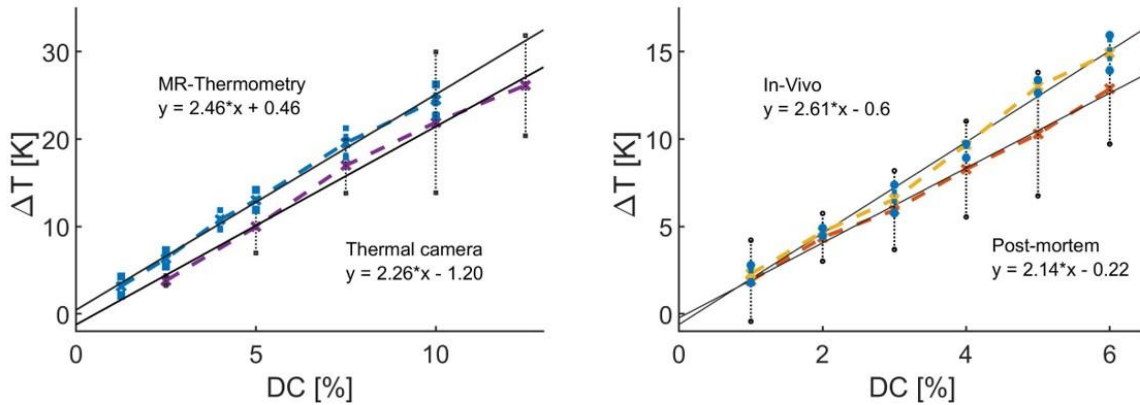 30
20
10
0
ΔT [K]
MR-Thermometry
y = 2.46*x + 0.46
Thermal camera
y = 2.26*x - 1.20
0 5 10
DC [%]
15
10
5
0
ΔT [K]
In-Vivo
y = 2.61*x - 0.6
Post-mortem
y = 2.14*x - 0.22
0 2 4 6
DC [%]